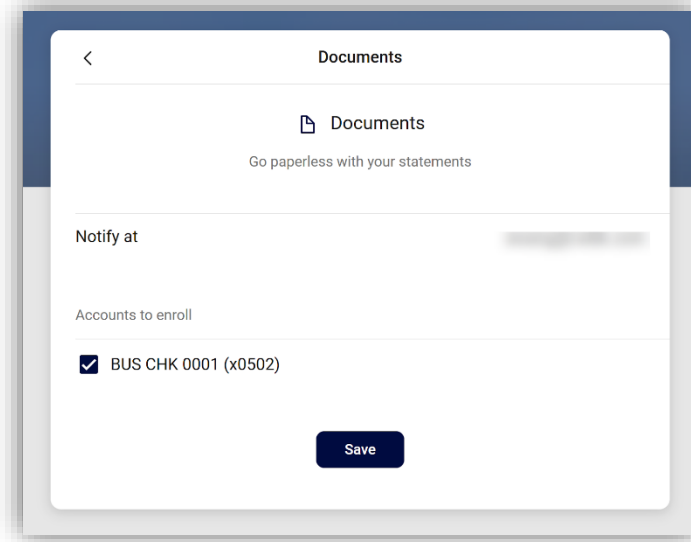 Documents
Documents
Go paperless with your statements
Notify at
Accounts to enroll
BUS CHK 0001 (x0502)
Save